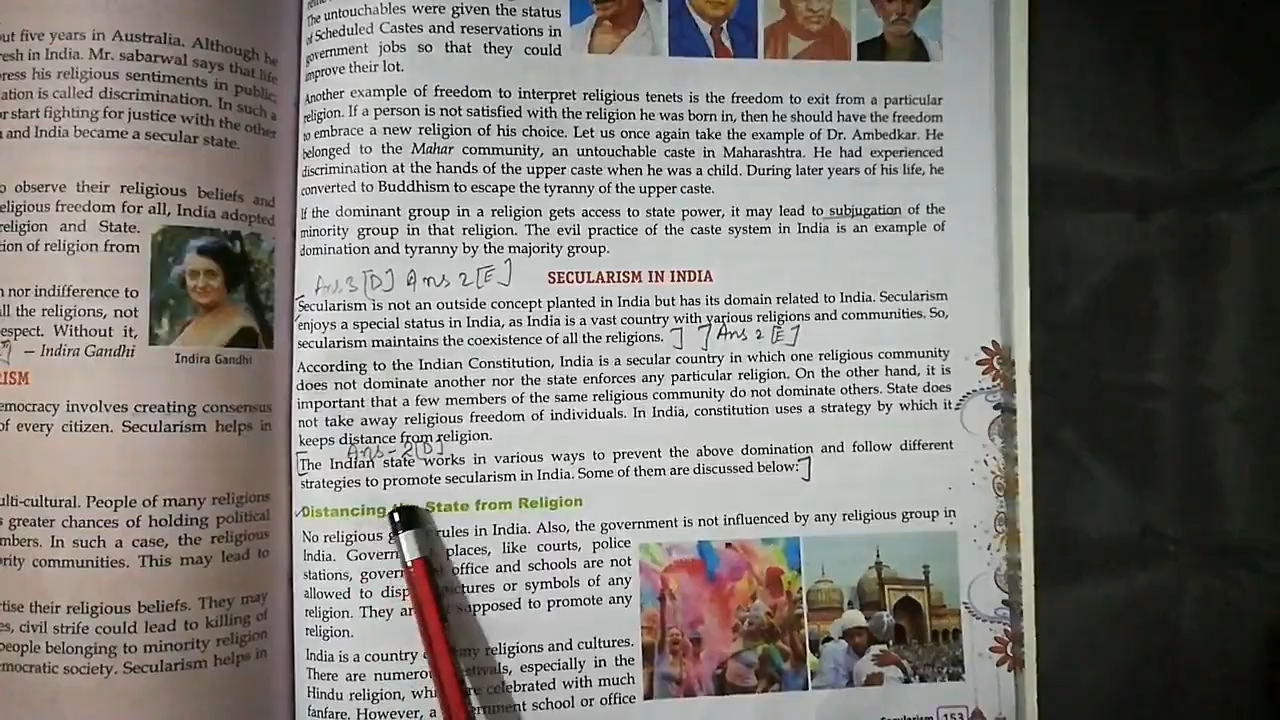 out five years in Australia. Although he
resh in India. Mr. sabarwal says that life
press his religious sentiments in public
ation is called discrimination. In such a
r start fighting for justice with the other
and India became a secular state.
o observe their religious beliefs and
eligious freedom for all, India adopted
religion and State.
tion of religion from
nor indifference to
all the religions, not
espect. Without it,
– Indira Gandhi
Indira Gandhi
ISM
emocracy involves creating consensus
of every citizen. Secularism helps in
ulti-cultural. People of many religions
s greater chances of holding political
mbers. In such a case, the religious
ority communities. This may lead to
tise their religious beliefs. They may
es, civil strife could lead to killing of
people belonging to minority religion
mocratic society. Secularism helps in
The untouchables were given the status
of Scheduled Castes and reservations in
government jobs so that they could
improve their lot.
Another example of freedom to interpret religious tenets is the freedom to exit from a particular
religion. If a person is not satisfied with the religion he was born in, then he should have the freedom
to embrace a new religion of his choice. Let us once again take the example of Dr. Ambedkar. He
belonged to the Mahar community, an untouchable caste in Maharashtra. He had experienced
discrimination at the hands of the upper caste when he was a child. During later years of his life, he
converted to Buddhism to escape the tyranny of the upper caste.
If the dominant group in a religion gets access to state power, it may lead to subjugation of the
minority group in that religion. The evil practice of the caste system in India is an example of
domination and tyranny by the majority group.
Ans 3 [D] Ans 2 [E]
SECULARISM IN INDIA
[Secularism is not an outside concept planted in India but has its domain related to India. Secularism
enjoys a special status in India, as India is a vast country with various religions and communities. So,
secularism maintains the coexistence of all the religions. ] ] Ans 2 [E]
According to the Indian Constitution, India is a secular country in which one religious community
does not dominate another nor the state enforces any particular religion. On the other hand, it is
important that a few members of the same religious community do not dominate others. State does
not take away religious freedom of individuals. In India, constitution uses a strategy by which it
keeps distance from religion.
Ans - 2 [D]
[The Indian state works in various ways to prevent the above domination and follow different
strategies to promote secularism in India. Some of them are discussed below:]
Distancing State from Religion
No religious rules in India. Also, the government is not influenced by any religious group in
India. places, like courts, police
stations, office and schools are not
allowed to or symbols of any
religion. They supposed to promote any
religion.
India is a country religions and cultures.
There are especially in the
Hindu religion, celebrated with much
fanfare. However, a school or office
Secularism 153